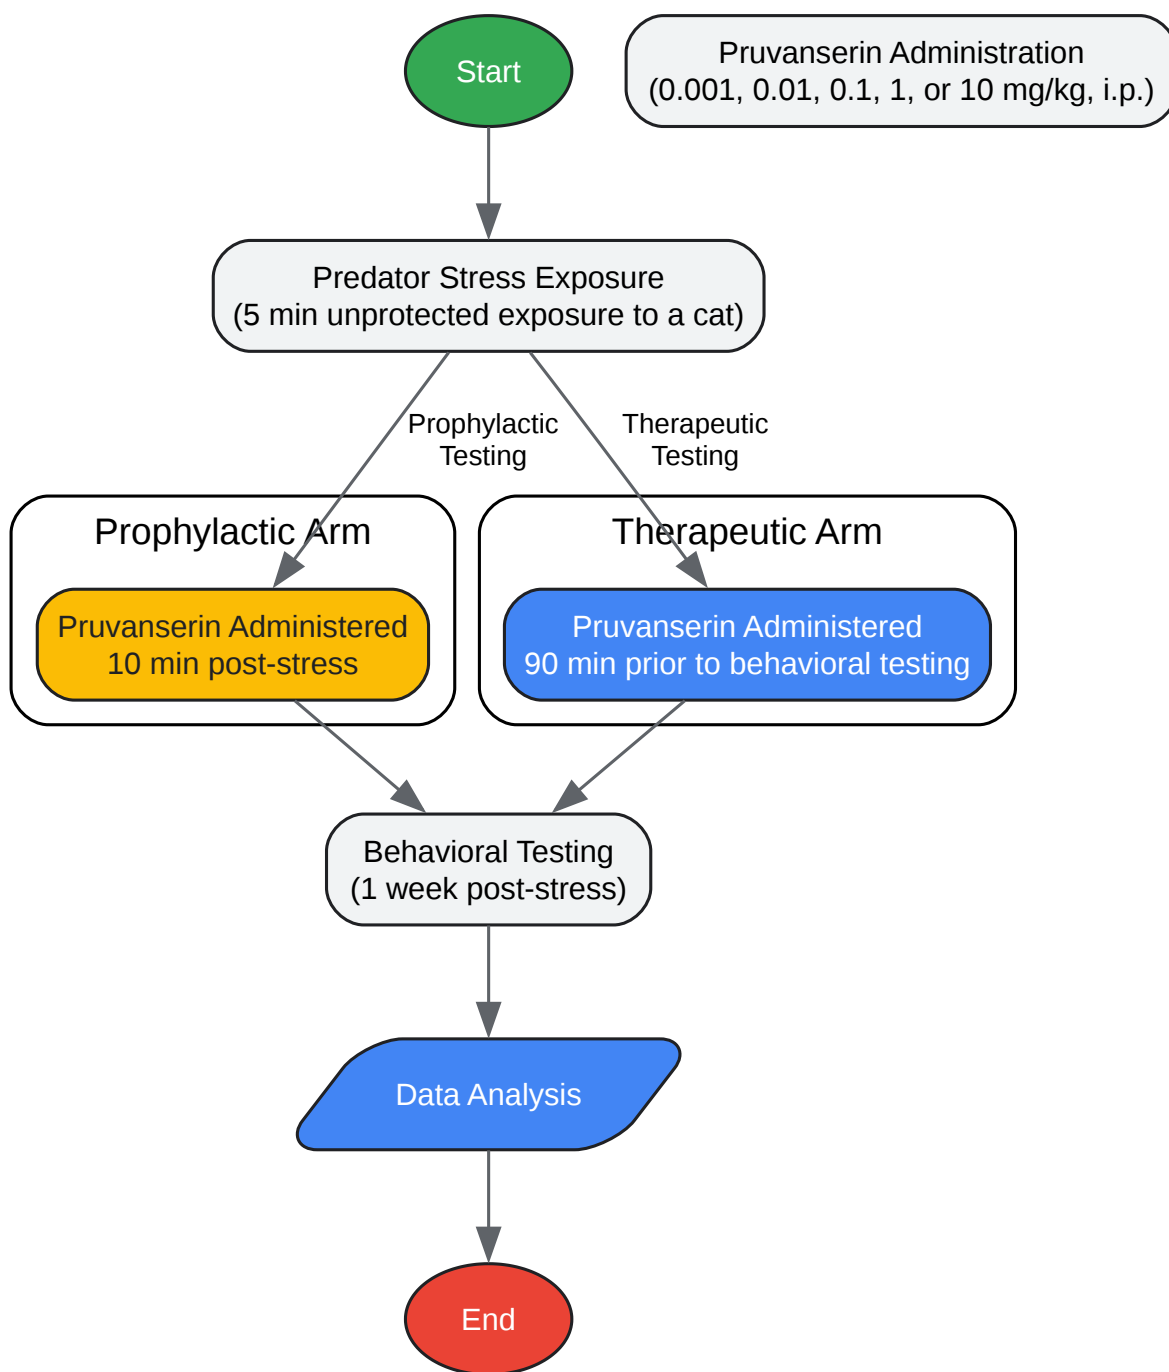 Start
Pruvanserin Administration
(0.001, 0.01, 0.1, 1, or 10 mg/kg, i.p.)
Predator Stress Exposure
(5 min unprotected exposure to a cat)
Prophylactic
Testing
Therapeutic
Testing
Prophylactic Arm
Therapeutic Arm
Pruvanserin Administered
10 min post-stress
Pruvanserin Administered
90 min prior to behavioral testing
Behavioral Testing
(1 week post-stress)
Data Analysis
End